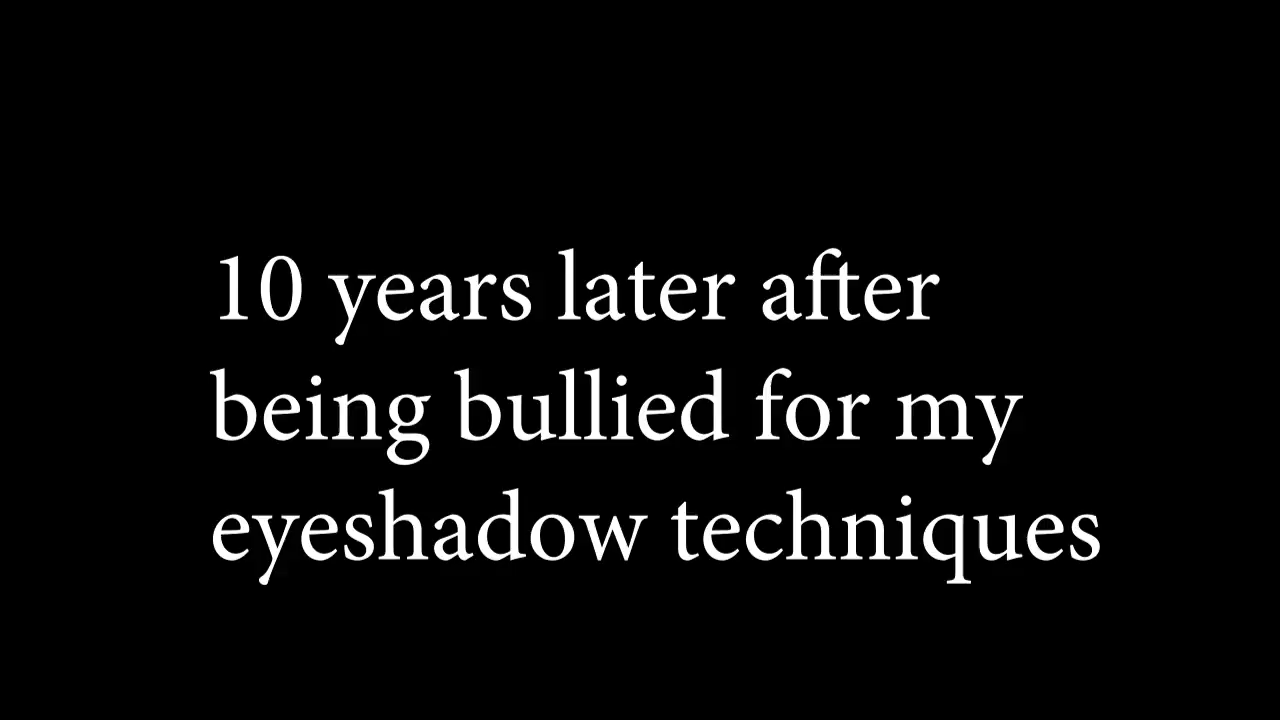 10 years later after
being bullied for my
eyeshadow techniques